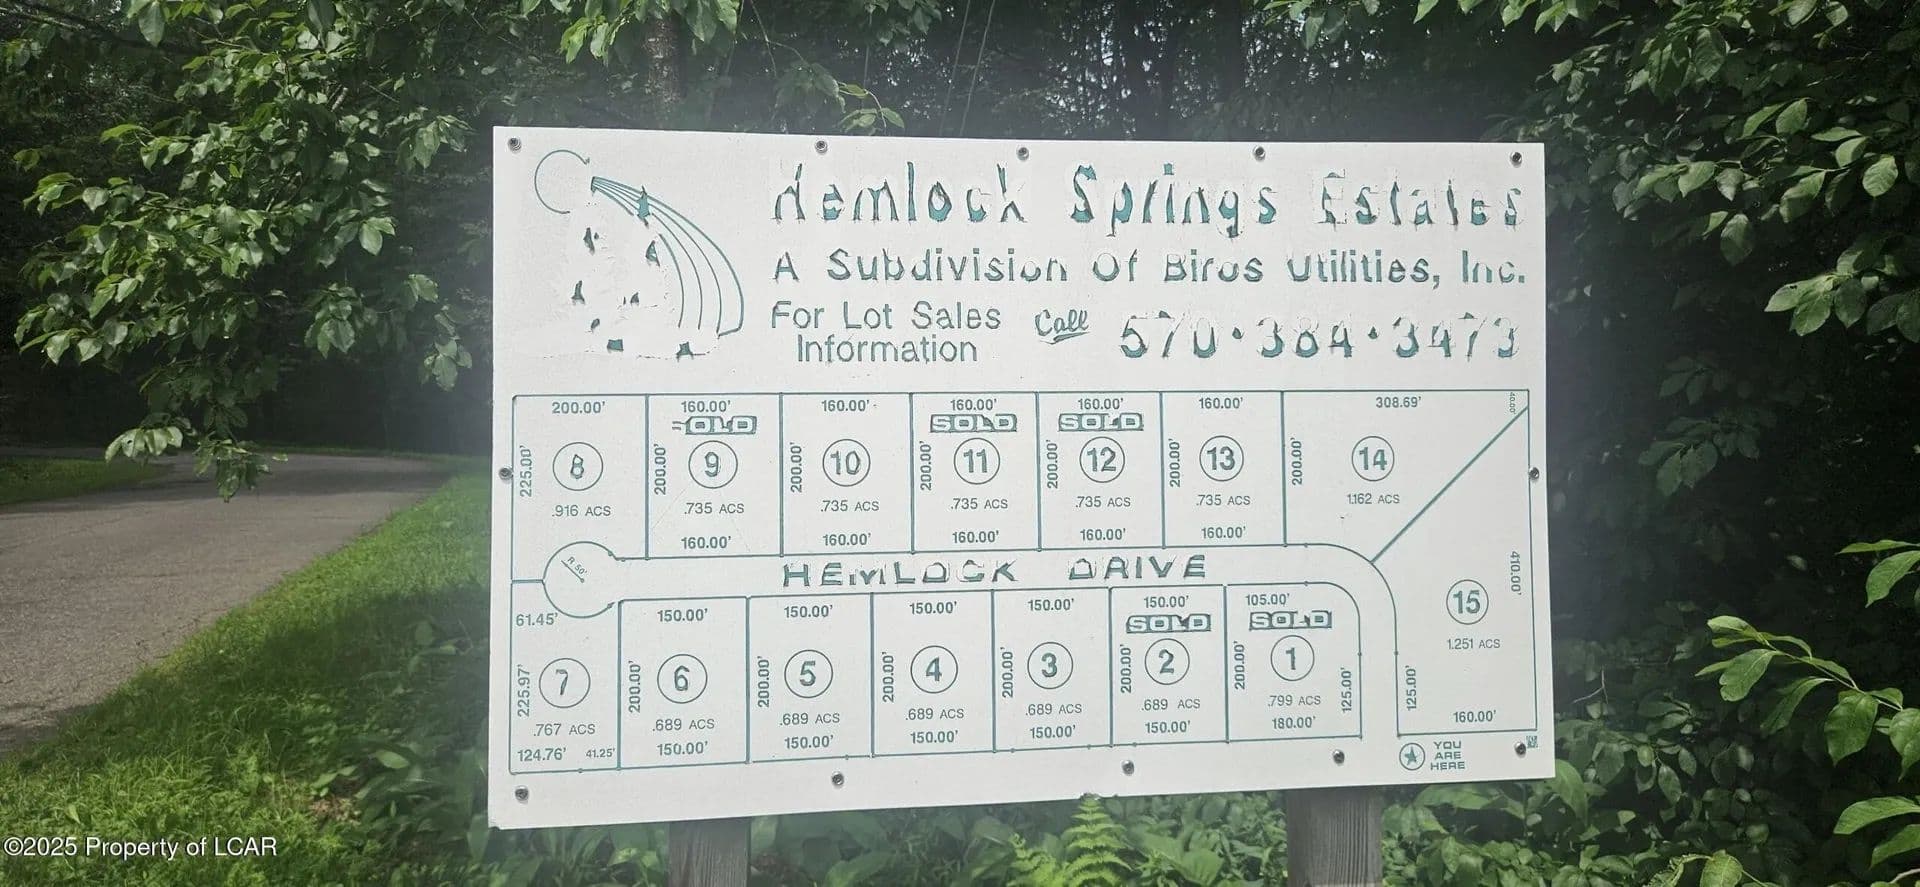 Hemlock Springs Estates
A Subdivision Of Biros Utilities, Inc.
For Lot Sales
Information
Call
570·384·3473
200.00'
225.00'
8
.916 ACS
160.00'
SOLD
200.00'
9
.735 ACS
160.00'
160.00'
200.00'
10
.735 ACS
160.00'
160.00'
SOLD
200.00'
11
.735 ACS
160.00'
160.00'
SOLD
200.00'
12
.735 ACS
160.00'
160.00'
200.00'
13
.735 ACS
160.00'
308.69'
40.00'
200.00'
14
1.162 ACS
R 50'
HEMLOCK DRIVE
61.45'
225.97'
7
.767 ACS
124.76'
41.25'
150.00'
200.00'
6
.689 ACS
150.00'
150.00'
200.00'
5
.689 ACS
150.00'
150.00'
200.00'
4
.689 ACS
150.00'
150.00'
200.00'
3
.689 ACS
150.00'
150.00'
SOLD
200.00'
2
.689 ACS
150.00'
105.00'
SOLD
200.00'
1
.799 ACS
180.00'
125.00'
410.00'
15
1.251 ACS
125.00'
160.00'
YOU
ARE
HERE
©2025 Property of LCAR